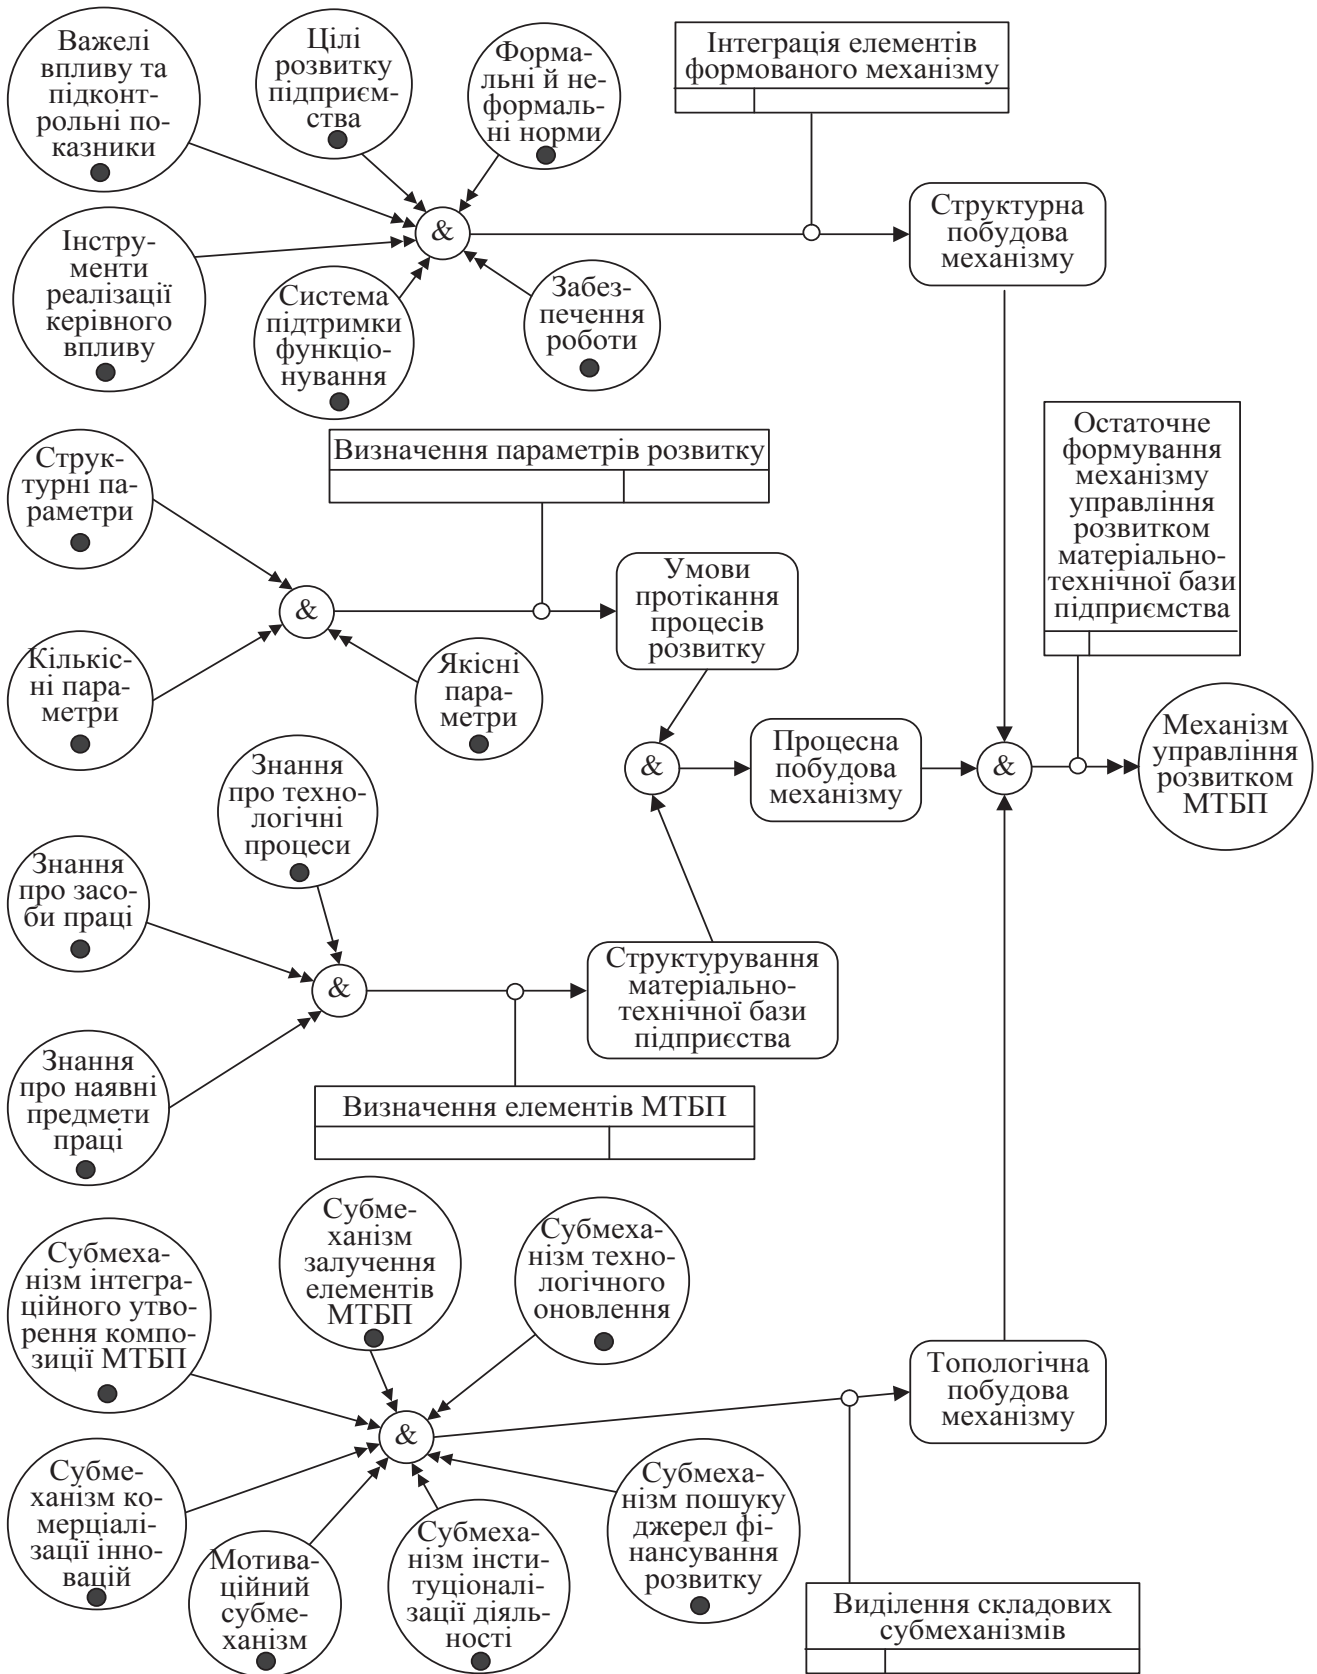 Важелі
впливу та
підконт-
рольні по-
казники
Цілі
розвитку
підприєм-
ства
Форма-
льні й не-
формаль-
ні норми
Інтеграція елементів
формованого механізму
&
Структурна
побудова
механізму
Інстру-
менти
реалізації
керівного
впливу
Система
підтримки
функціо-
нування
Забез-
печення
роботи
Визначення параметрів розвитку
Остаточне
формування
механізму
управління
розвитком
матеріально-
технічної бази
підприємства
Струк-
турні па-
раметри
&
Умови
протікання
процесів
розвитку
Кількіс-
ні пара-
метри
Якісні
пара-
метри
&
Процесна
побудова
механізму
&
Механізм
управління
розвитком
МТБП
Знання
про техно-
логічні
процеси
Знання
про засо-
би праці
&
Структурування
матеріально-
технічної бази
підприєства
Знання
про наявні
предмети
праці
Визначення елементів МТБП
Субмеха-
нізм інтегра-
ційного утво-
рення компо-
зиції МТБП
Субме-
ханізм
залучення
елементів
МТБП
Субмеха-
нізм техно-
логічного
оновлення
&
Топологічна
побудова
механізму
Субме-
ханізм ко-
мерціалі-
зації інно-
вацій
Мотива-
ційний
субме-
ханізм
Субмеха-
нізм інсти-
туціоналі-
зації діяль-
ності
Субмеха-
нізм пошуку
джерел фі-
нансування
розвитку
Виділення складових
субмеханізмів